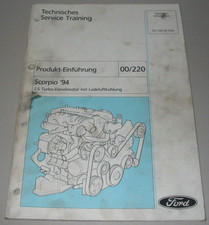 Technisches
Service Training
Produkt-Einführung
00/220
Scorpio '94
2.5 Turbo-Dieselmotor mit Ladeluftkühlung
Ford